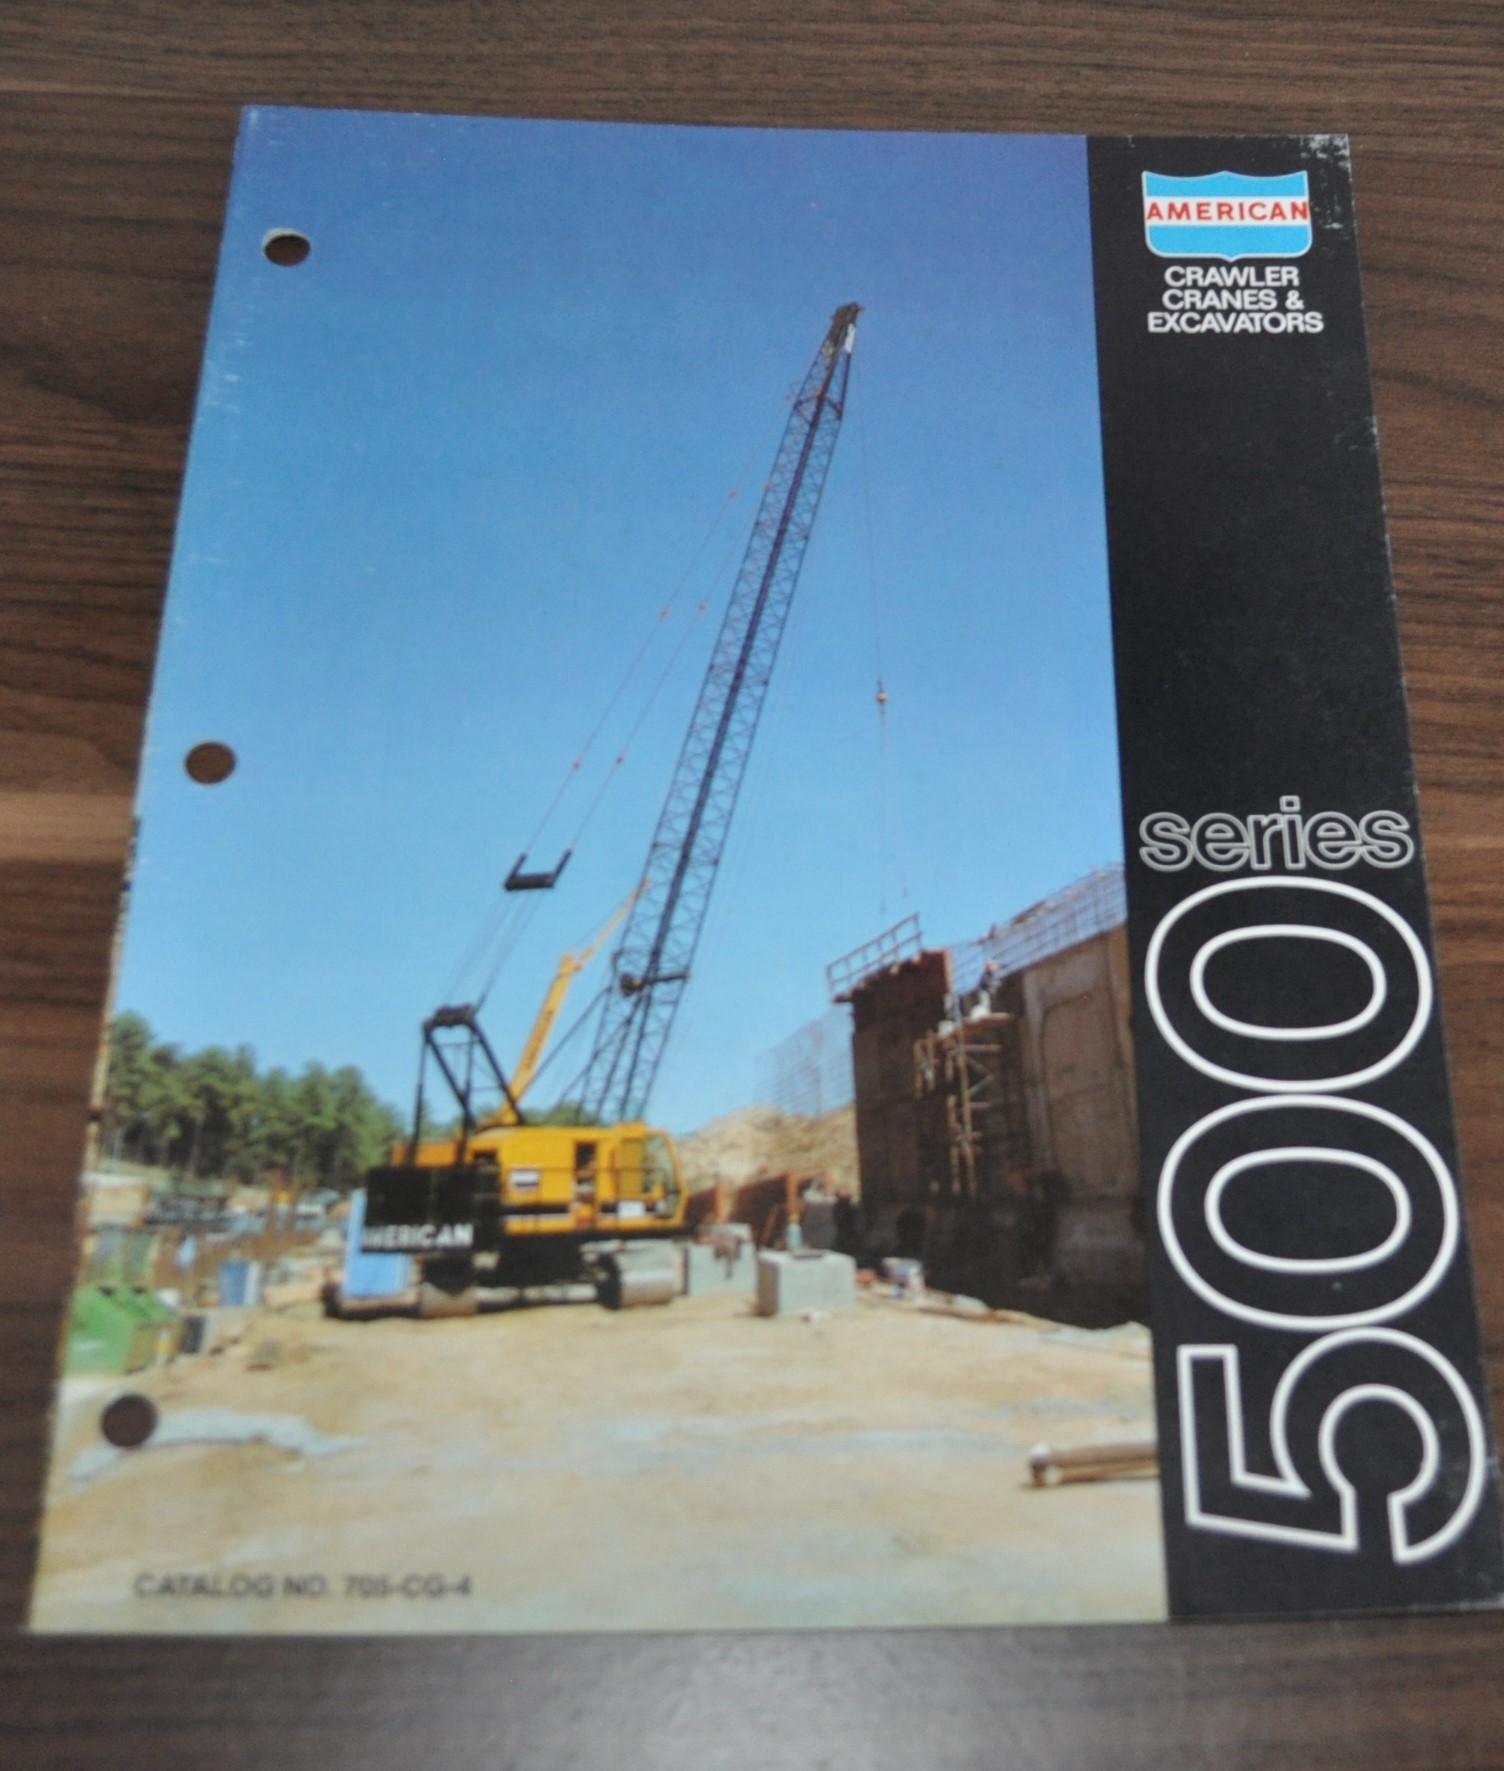 AMERICAN
CRAWLER
CRANES &
EXCAVATORS
500 series
AMERICAN
CATALOG NO. 705-CG-4